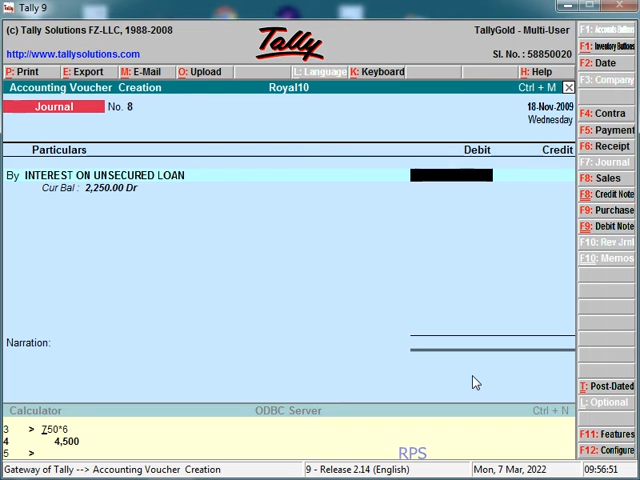 Tally 9
(c) Tally Solutions FZ-LLC, 1988-2008
TallyGold - Multi-User
http://www.tallysolutions.com
Tally
Sl. No. : 58850020
P: Print
E: Export
M: E-Mail
O: Upload
L: Language
K: Keyboard
H: Help
Accounting Voucher Creation
Royal10
Ctrl + M
Journal
No. 8
18-Nov-2009
Wednesday
Particulars
Debit
Credit
By INTEREST ON UNSECURED LOAN
Cur Bal : 2,250.00 Dr
Narration:
F1: Accounts Buttons
F1: Inventory Buttons
F2: Date
F3: Company
F4: Contra
F5: Payment
F6: Receipt
F7: Journal
F8: Sales
F8: Credit Note
F9: Purchase
F9: Debit Note
F10: Rev Jrnl
F10: Memos
T: Post-Dated
L: Optional
F11: Features
F12: Configure
Calculator
ODBC Server
Ctrl + N
3 > 750*6
4 4,500
5 >
RPS
Gateway of Tally --> Accounting Voucher Creation
9 - Release 2.14 (English)
Mon, 7 Mar, 2022
09:56:51